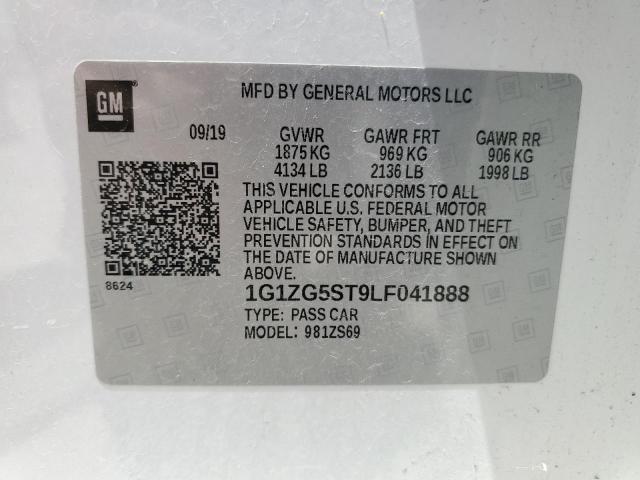 GM
MFD BY GENERAL MOTORS LLC
09/19 GVWR GAWR FRT GAWR RR
1875 KG 969 KG 906 KG
4134 LB 2136 LB 1998 LB
THIS VEHICLE CONFORMS TO ALL
APPLICABLE U.S. FEDERAL MOTOR
VEHICLE SAFETY, BUMPER, AND THEFT
PREVENTION STANDARDS IN EFFECT ON
THE DATE OF MANUFACTURE SHOWN
ABOVE.
8624
1G1ZG5ST9LF041888
TYPE: PASS CAR
MODEL: 981ZS69